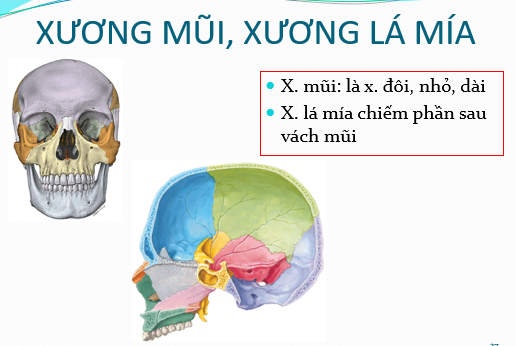 XƯƠNG MŨI, XƯƠNG LÁ MÍA
X. mũi: là x. đôi, nhỏ, dài
X. lá mía chiếm phần sau
vách mũi